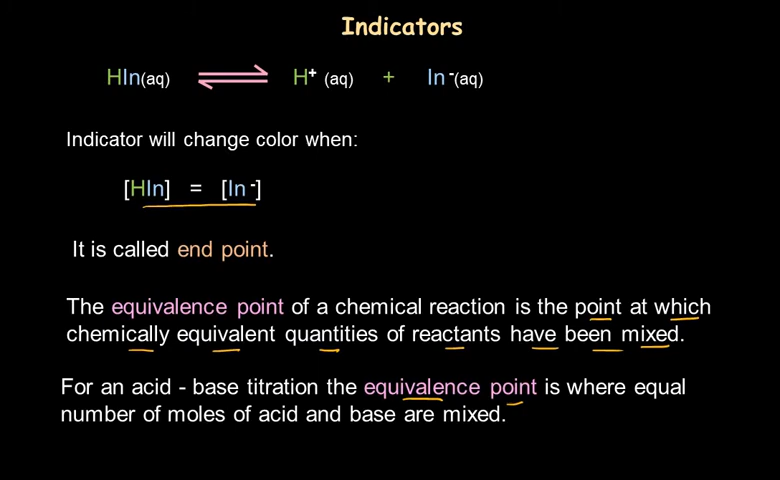 Indicators
HIn(aq) ⇌ H+ (aq) + In-(aq)
Indicator will change color when:
[HIn] = [In-]
It is called end point.
The equivalence point of a chemical reaction is the point at which
chemically equivalent quantities of reactants have been mixed.
For an acid - base titration the equivalence point is where equal
number of moles of acid and base are mixed.